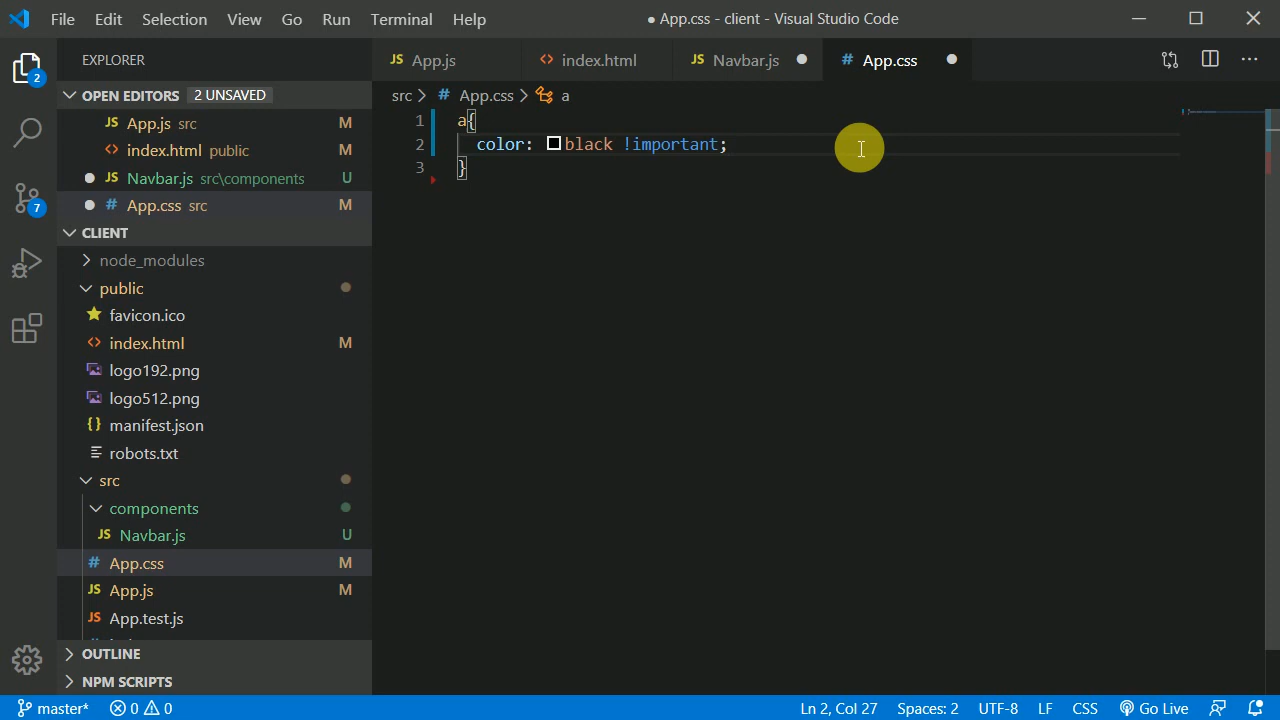 File Edit Selection View Go Run Terminal Help
● App.css - client - Visual Studio Code
EXPLORER
JS App.js
<> index.html
JS Navbar.js ●
# App.css ●
OPEN EDITORS 2 UNSAVED
src > # App.css > a
JS App.js src M
<> index.html public M
● JS Navbar.js src\components U
● # App.css src M
1 a{
2 color: black !important;
3 }
CLIENT
node_modules
public
favicon.ico
<> index.html M
logo192.png
logo512.png
{} manifest.json
robots.txt
src
components
JS Navbar.js U
# App.css M
JS App.js M
JS App.test.js
OUTLINE
NPM SCRIPTS
2
7
master* 0 0
Ln 2, Col 27 Spaces: 2 UTF-8 LF CSS Go Live